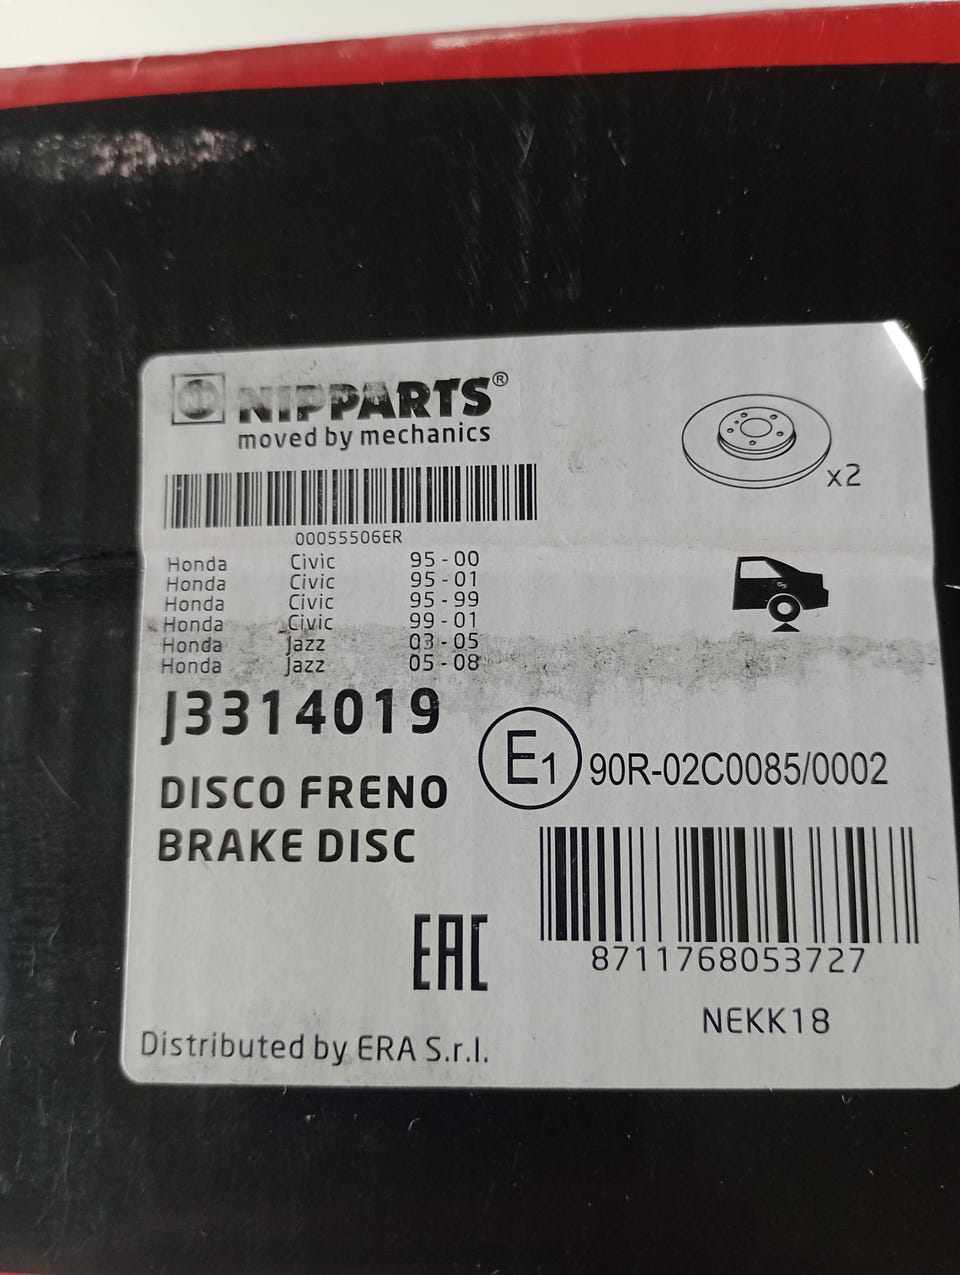 NIPPARTS®
moved by mechanics
x2
00055506ER
Honda Civic 95-00
Honda Civic 95-01
Honda Civic 95-99
Honda Civic 99-01
Honda Jazz 03-05
Honda Jazz 05-08
J3314019
E1 90R-02C0085/0002
DISCO FRENO
BRAKE DISC
EAC
8711768053727
NEKK18
Distributed by ERA S.r.l.